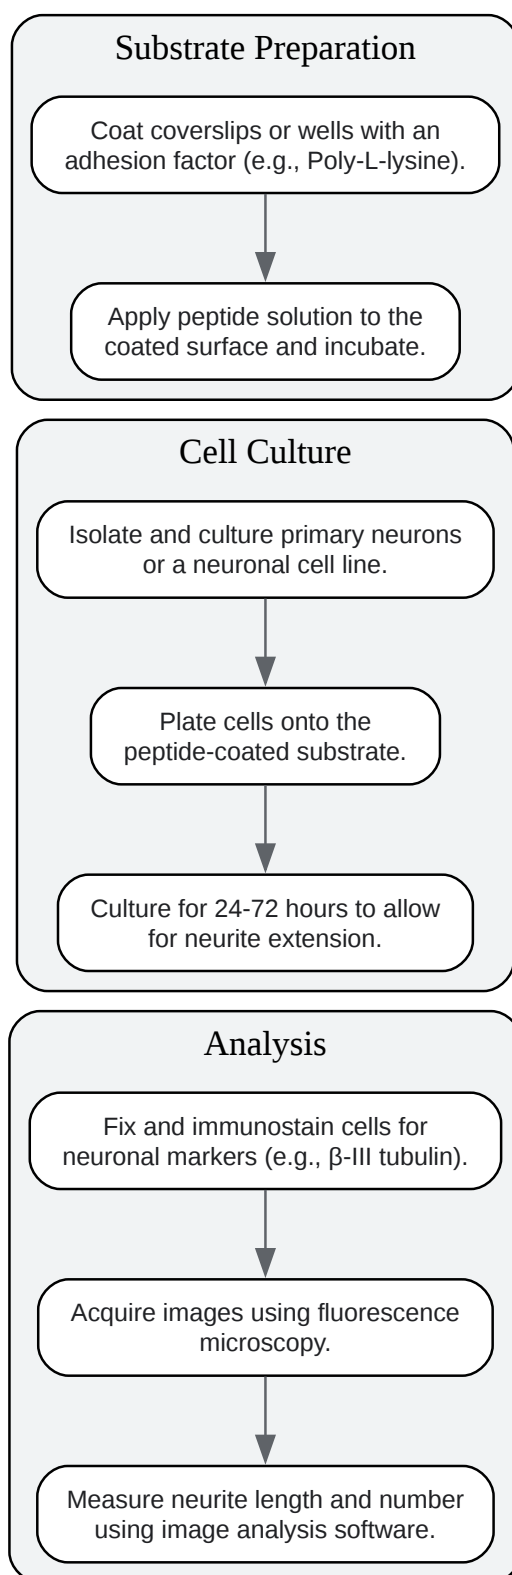 Substrate Preparation
Coat coverslips or wells with an
adhesion factor (e.g., Poly-L-lysine).
Apply peptide solution to the
coated surface and incubate.
Cell Culture
Isolate and culture primary neurons
or a neuronal cell line.
Plate cells onto the
peptide-coated substrate.
Culture for 24-72 hours to allow
for neurite extension.
Analysis
Fix and immunostain cells for
neuronal markers (e.g., β-III tubulin).
Acquire images using fluorescence
microscopy.
Measure neurite length and number
using image analysis software.